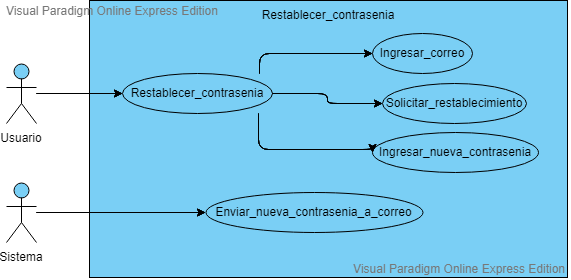 Visual Paradigm Online Express Edition
Restablecer_contrasenia
Ingresar_correo
Restablecer_contrasenia
Solicitar_restablecimiento
Usuario
Ingresar_nueva_contrasenia
Enviar_nueva_contrasenia_a_correo
Sistema
Visual Paradigm Online Express Edition